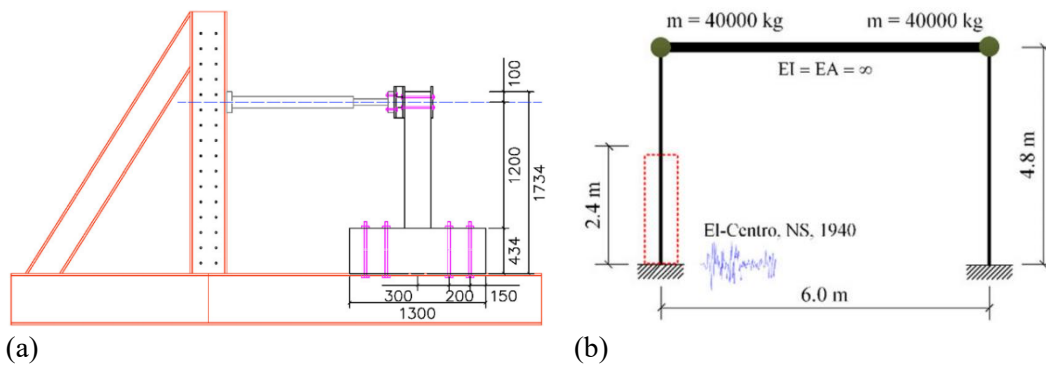 100
1200
1734
434
300
200
150
1300
(a)
m = 40000 kg
m = 40000 kg
EI = EA = ∞
4.8 m
2.4 m
El-Centro, NS, 1940
6.0 m
(b)